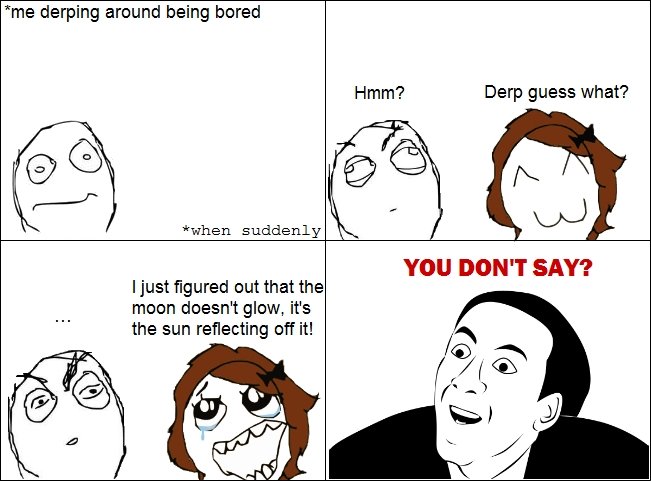 *me derping around being bored
*when suddenly
Hmm?
Derp guess what?
...
I just figured out that the
moon doesn't glow, it's
the sun reflecting off it!
YOU DON'T SAY?